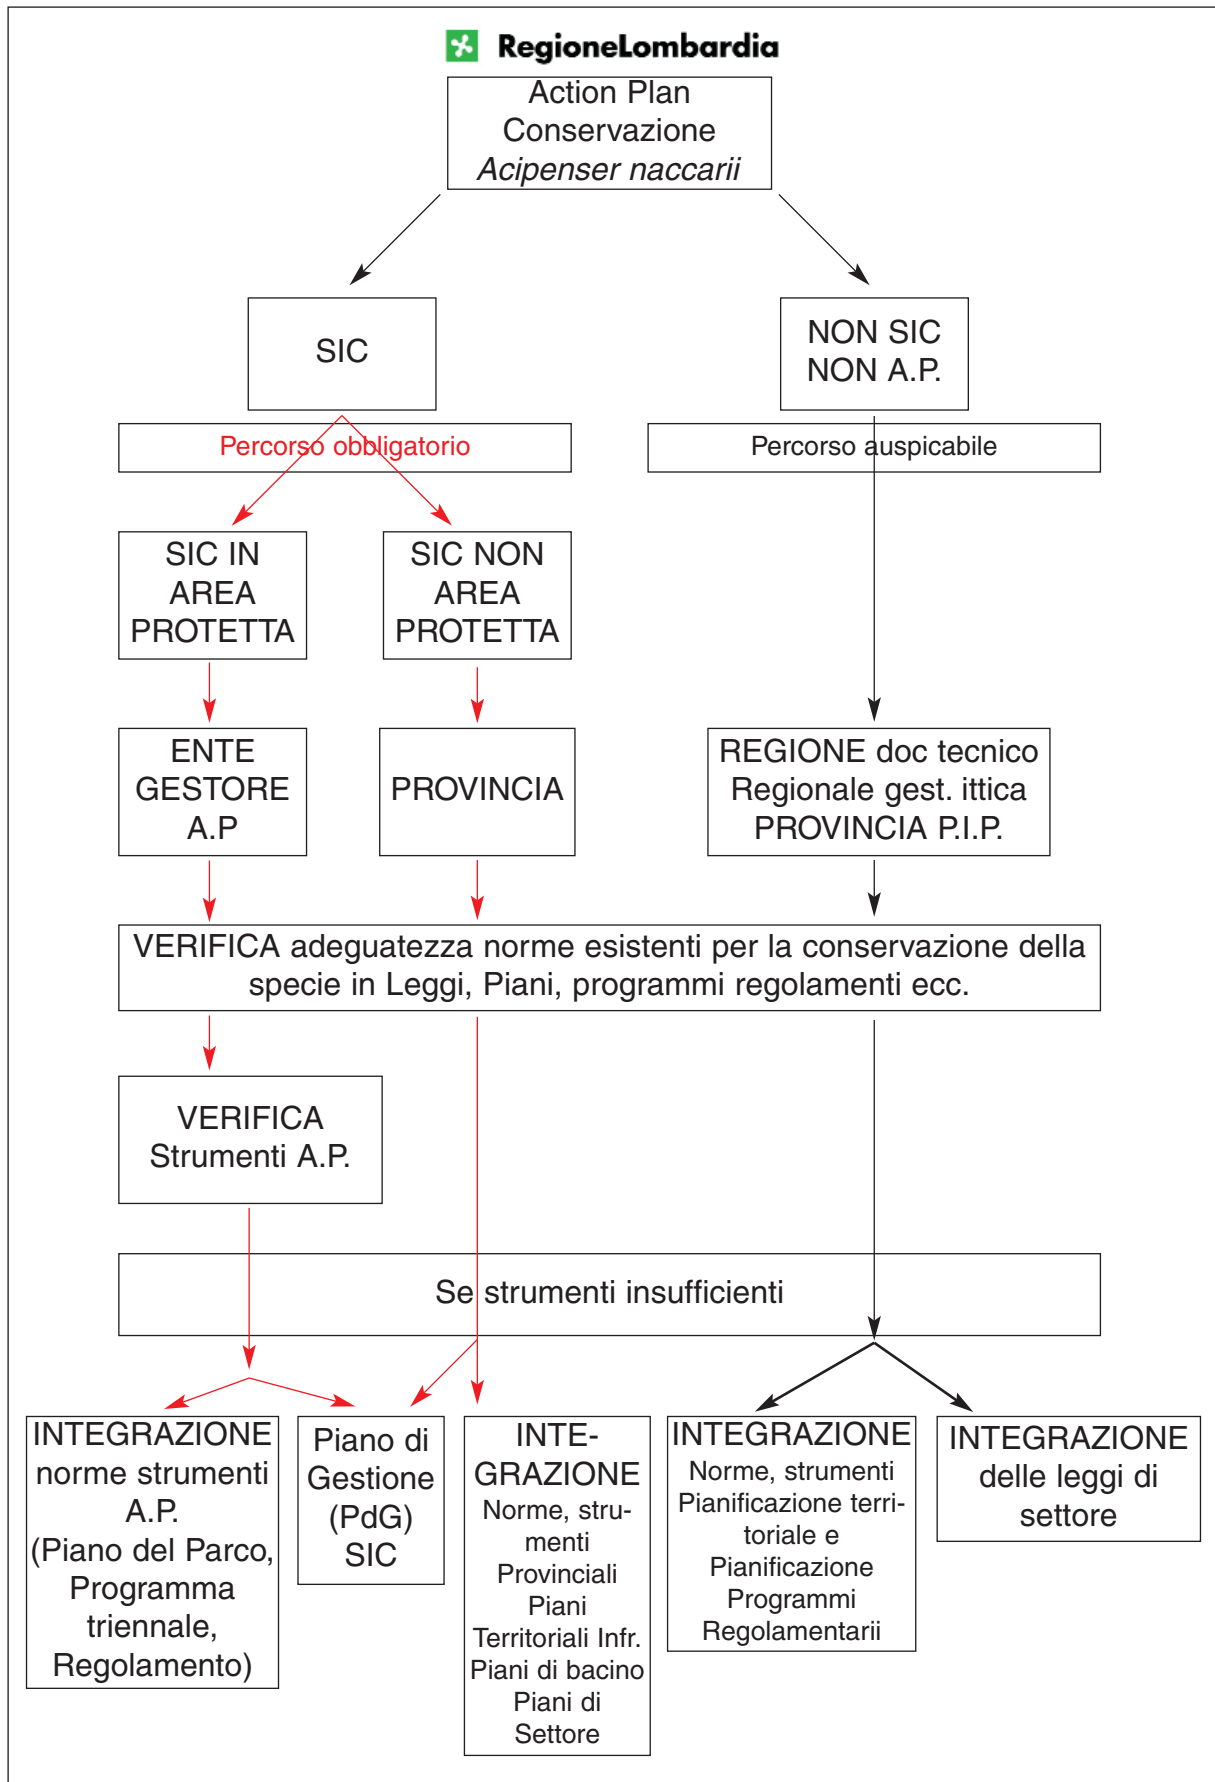 RegioneLombardia
Action Plan
Conservazione
Acipenser naccarii
SIC
NON SIC
NON A.P.
Percorso obbligatorio
Percorso auspicabile
SIC IN
AREA
PROTETTA
SIC NON
AREA
PROTETTA
ENTE
GESTORE
A.P
PROVINCIA
REGIONE doc tecnico
Regionale gest. ittica
PROVINCIA P.I.P.
VERIFICA adeguatezza norme esistenti per la conservazione della
specie in Leggi, Piani, programmi regolamenti ecc.
VERIFICA
Strumenti A.P.
Se strumenti insufficienti
INTEGRAZIONE
norme strumenti
A.P.
(Piano del Parco,
Programma
triennale,
Regolamento)
Piano di
Gestione
(PdG)
SIC
INTE-
GRAZIONE
Norme, stru-
menti
Provinciali
Piani
Territoriali Infr.
Piani di bacino
Piani di
Settore
INTEGRAZIONE
Norme, strumenti
Pianificazione terri-
toriale e
Pianificazione
Programmi
Regolamentarii
INTEGRAZIONE
delle leggi di
settore